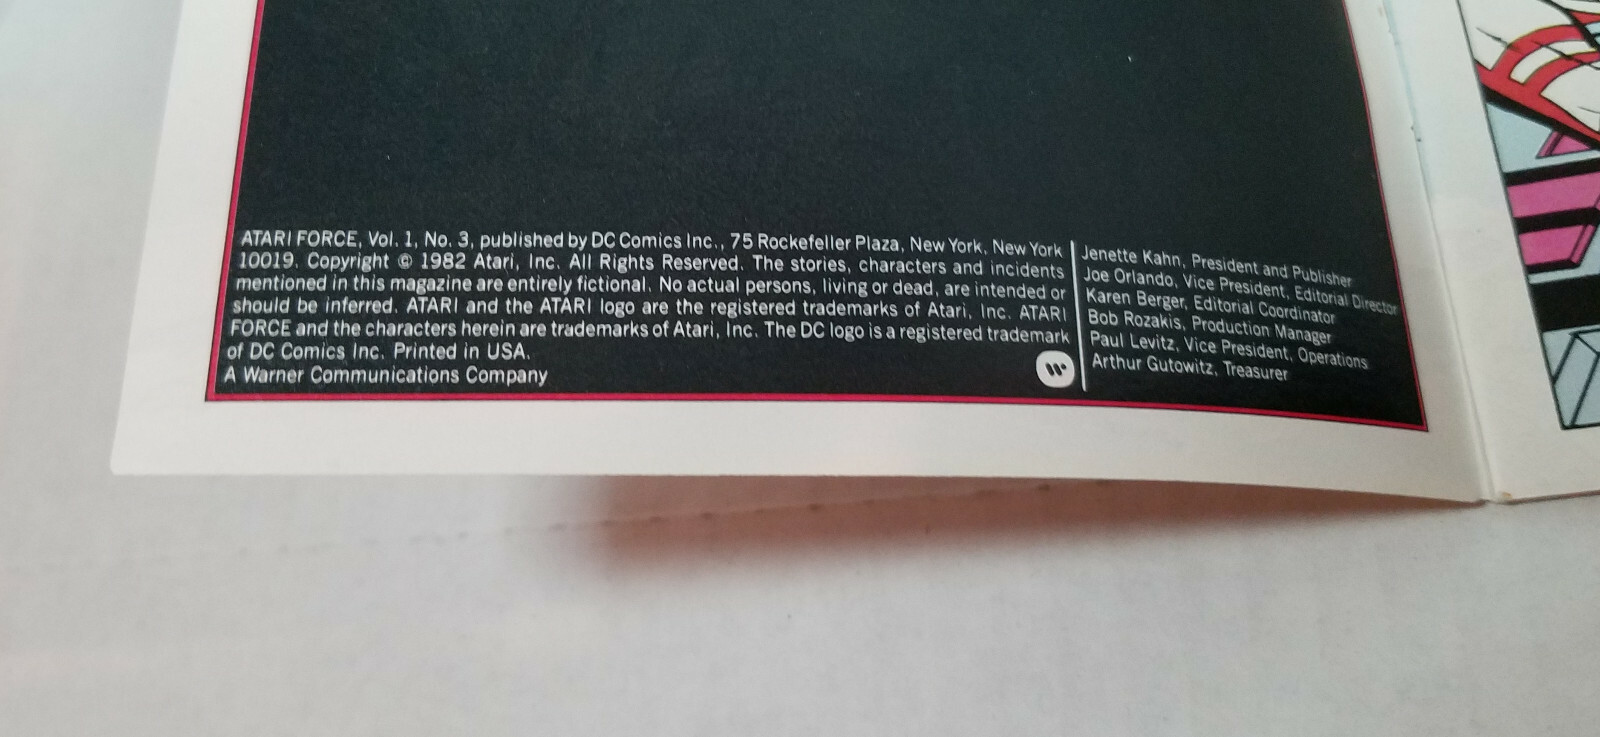 ATARI FORCE, Vol. 1, No. 3, published by DC Comics Inc., 75 Rockefeller Plaza, New York, New York
10019. Copyright © 1982 Atari, Inc. All Rights Reserved. The stories, characters and incidents
mentioned in this magazine are entirely fictional. No actual persons, living or dead, are intended or
should be inferred. ATARI and the ATARI logo are the registered trademarks of Atari, Inc. ATARI
FORCE and the characters herein are trademarks of Atari, Inc. The DC logo is a registered trademark
of DC Comics Inc. Printed in USA.
A Warner Communications Company
Jenette Kahn, President and Publisher
Joe Orlando, Vice President, Editorial Director
Karen Berger, Editorial Coordinator
Bob Rozakis, Production Manager
Paul Levitz, Vice President, Operations
Arthur Gutowitz, Treasurer